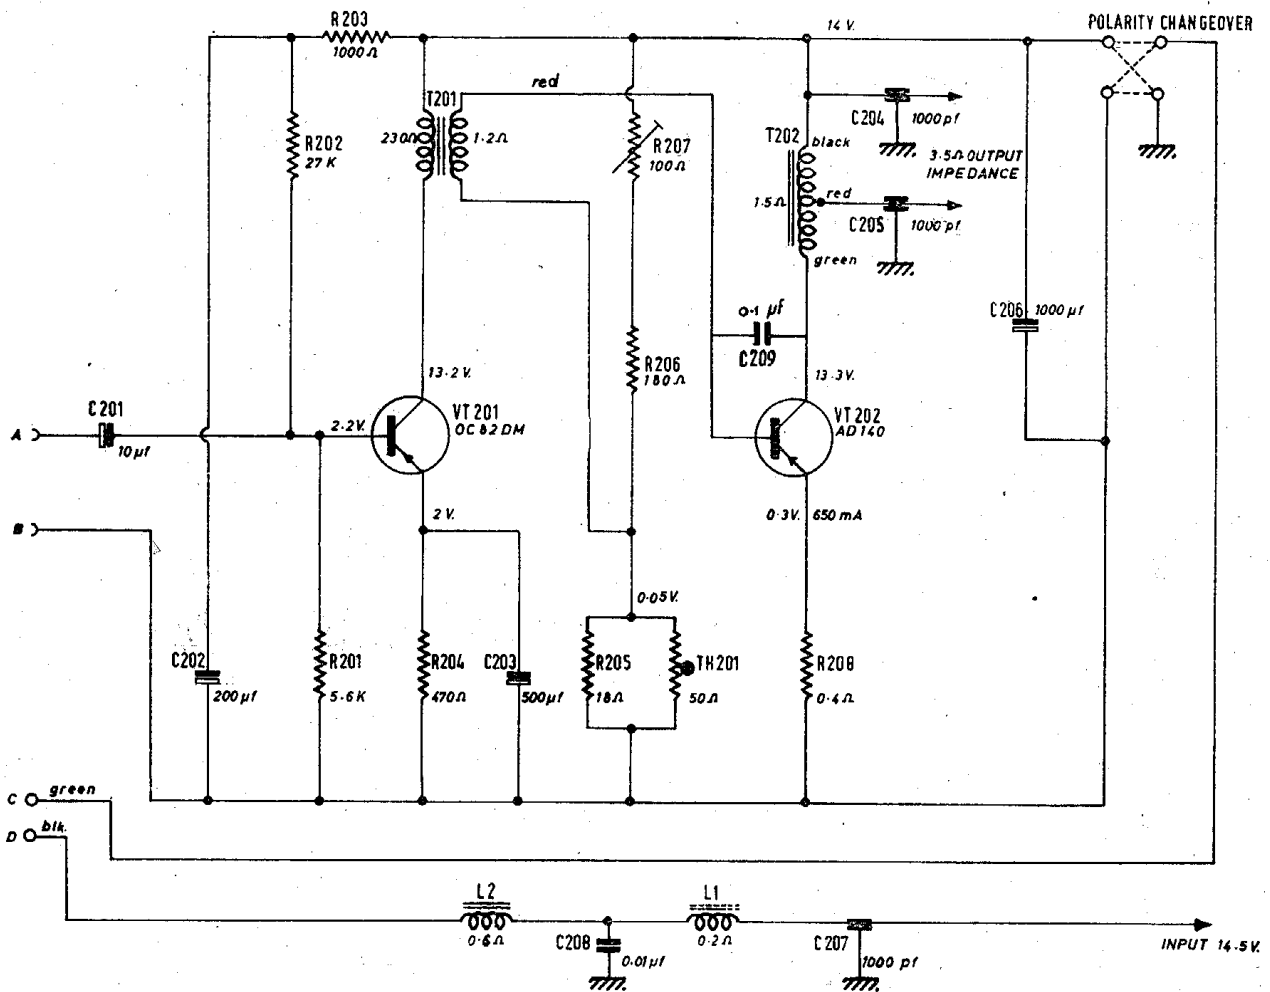 R203
1000Ω
14 V.
POLARITY CHANGEOVER
red
T201
230Ω
1.2Ω
R202
27 K
R207
100Ω
C204
1000 pf
T202
black
3.5Ω OUTPUT
IMPEDANCE
red
1.5Ω
C205
1000 pf
green
0.1 µf
C209
C206
1000 µf
R206
180Ω
13.2 V.
13.3 V.
C201
10 µf
A
2.2 V.
VT 201
OC 82 DM
VT 202
AD 140
B
2 V.
0.3 V.
650 mA
0.05 V.
C202
200 µf
R201
5.6 K
R204
470Ω
C203
500 µf
R205
18Ω
TH201
50Ω
R208
0.4Ω
C
green
D
blk.
L2
0.6Ω
C208
0.01 µf
L1
0.2Ω
C207
1000 pf
INPUT 14.5 V.